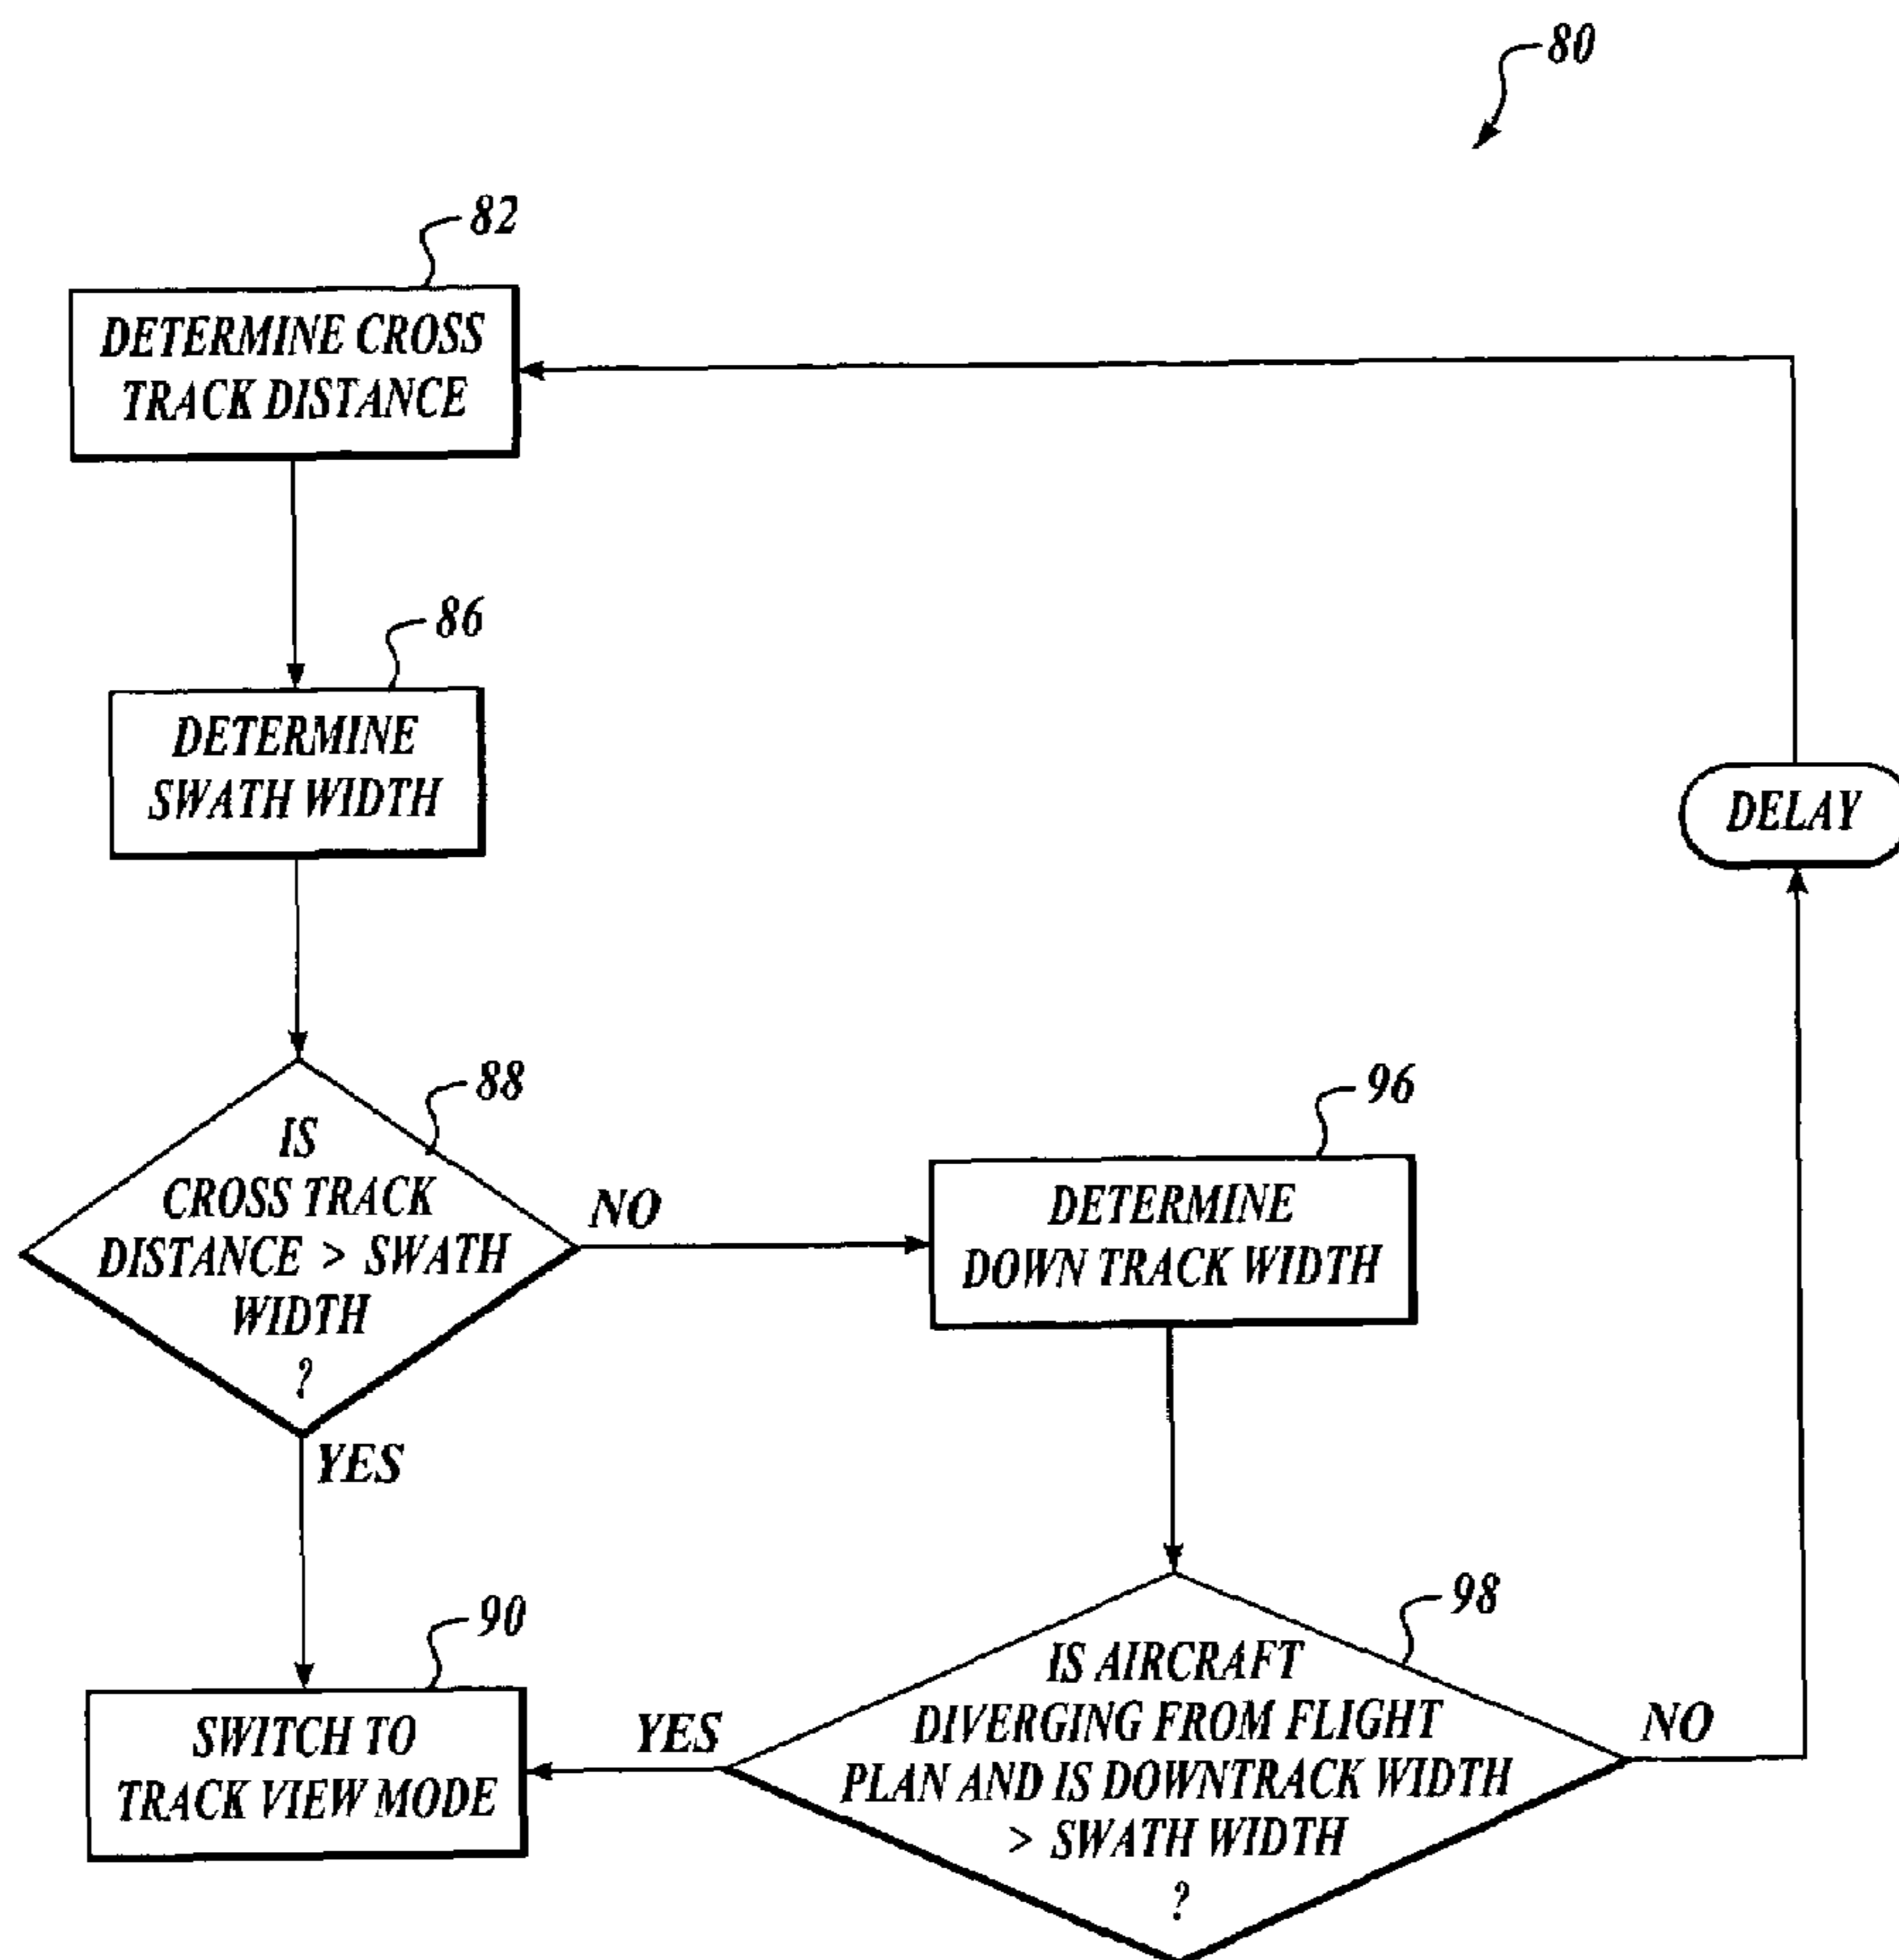 80
82
DETERMINE CROSS
TRACK DISTANCE
86
DETERMINE
SWATH WIDTH
DELAY
88
IS
CROSS TRACK
DISTANCE > SWATH
WIDTH
?
NO
YES
96
DETERMINE
DOWN TRACK WIDTH
90
SWITCH TO
TRACK VIEW MODE
98
IS AIRCRAFT
DIVERGING FROM FLIGHT
PLAN AND IS DOWNTRACK WIDTH
> SWATH WIDTH
?
YES
NO